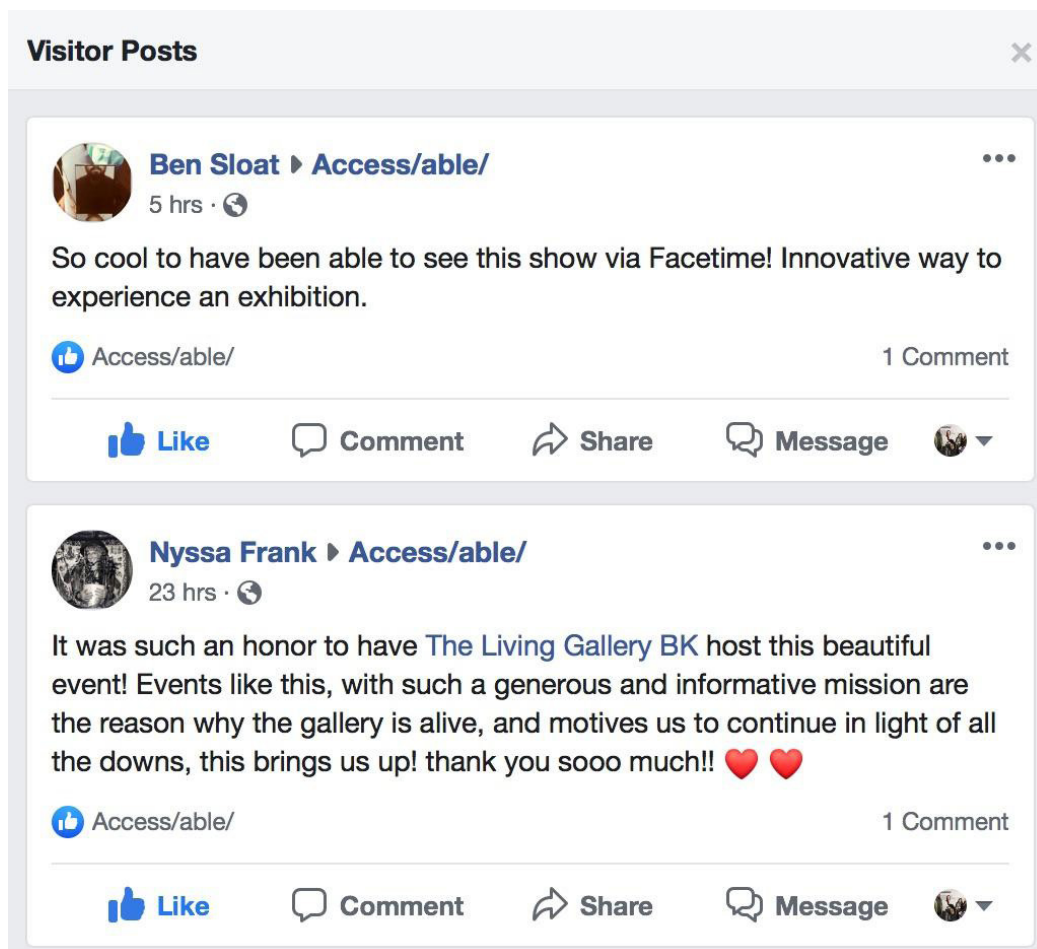 Visitor Posts
Ben Sloat Access/able/
5 hrs ·
So cool to have been able to see this show via Facetime! Innovative way to
experience an exhibition.
Access/able/ 1 Comment
Like Comment Share Message
Nyssa Frank Access/able/
23 hrs ·
It was such an honor to have The Living Gallery BK host this beautiful
event! Events like this, with such a generous and informative mission are
the reason why the gallery is alive, and motives us to continue in light of all
the downs, this brings us up! thank you sooo much!! ❤️ ❤️
Access/able/ 1 Comment
Like Comment Share Message